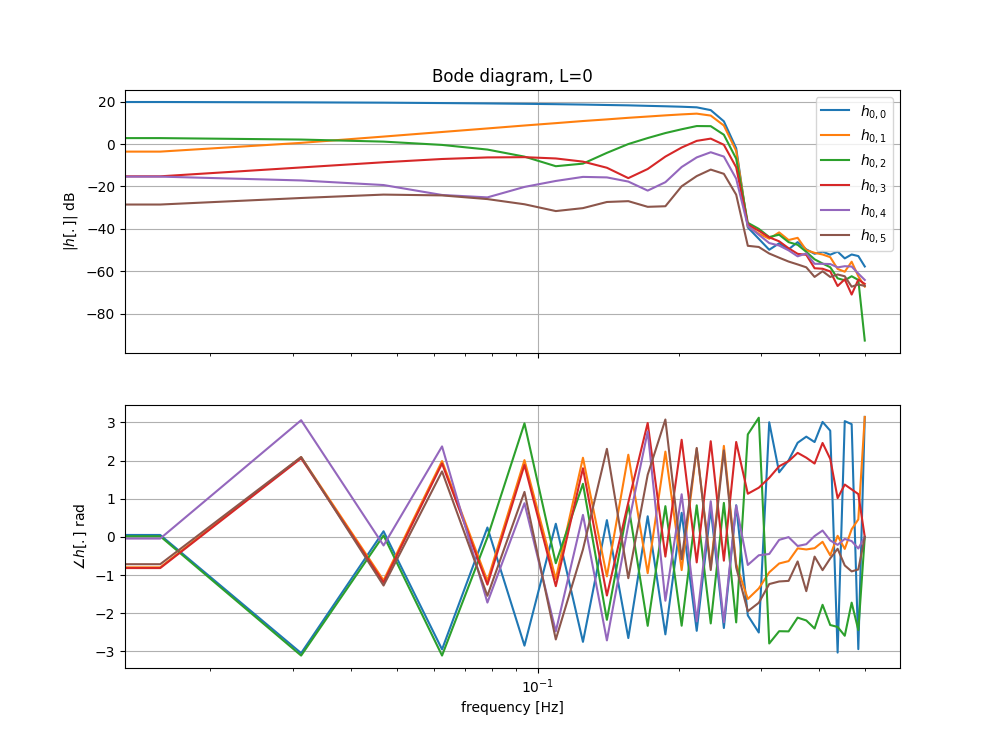 Bode diagram, L=0
|h[.]| dB
20
0
−20
−40
−60
−80
h0,0
h0,1
h0,2
h0,3
h0,4
h0,5
∠h[.] rad
3
2
1
0
−1
−2
−3
10−1
frequency [Hz]